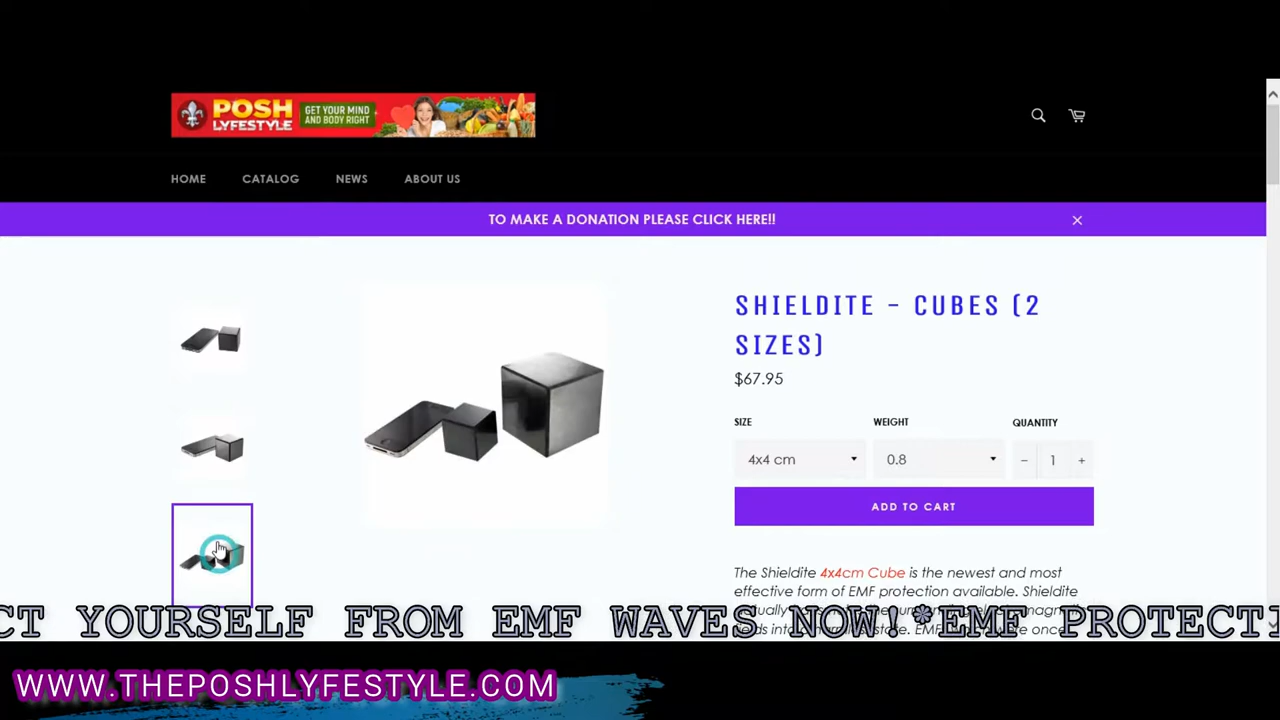 POSH
LYFESTYLE
GET YOUR MIND
AND BODY RIGHT
HOME CATALOG NEWS ABOUT US
TO MAKE A DONATION PLEASE CLICK HERE!!
SHIELDITE - CUBES (2
SIZES)
$67.95
SIZE WEIGHT QUANTITY
4x4 cm 0.8 − 1 +
ADD TO CART
The Shieldite 4x4cm Cube is the newest and most
effective form of EMF protection available. Shieldite
CT YOURSELF FROM EMF WAVES NOW!*EMF PROTECTI
WWW.THEPOSHLYFESTYLE.COM